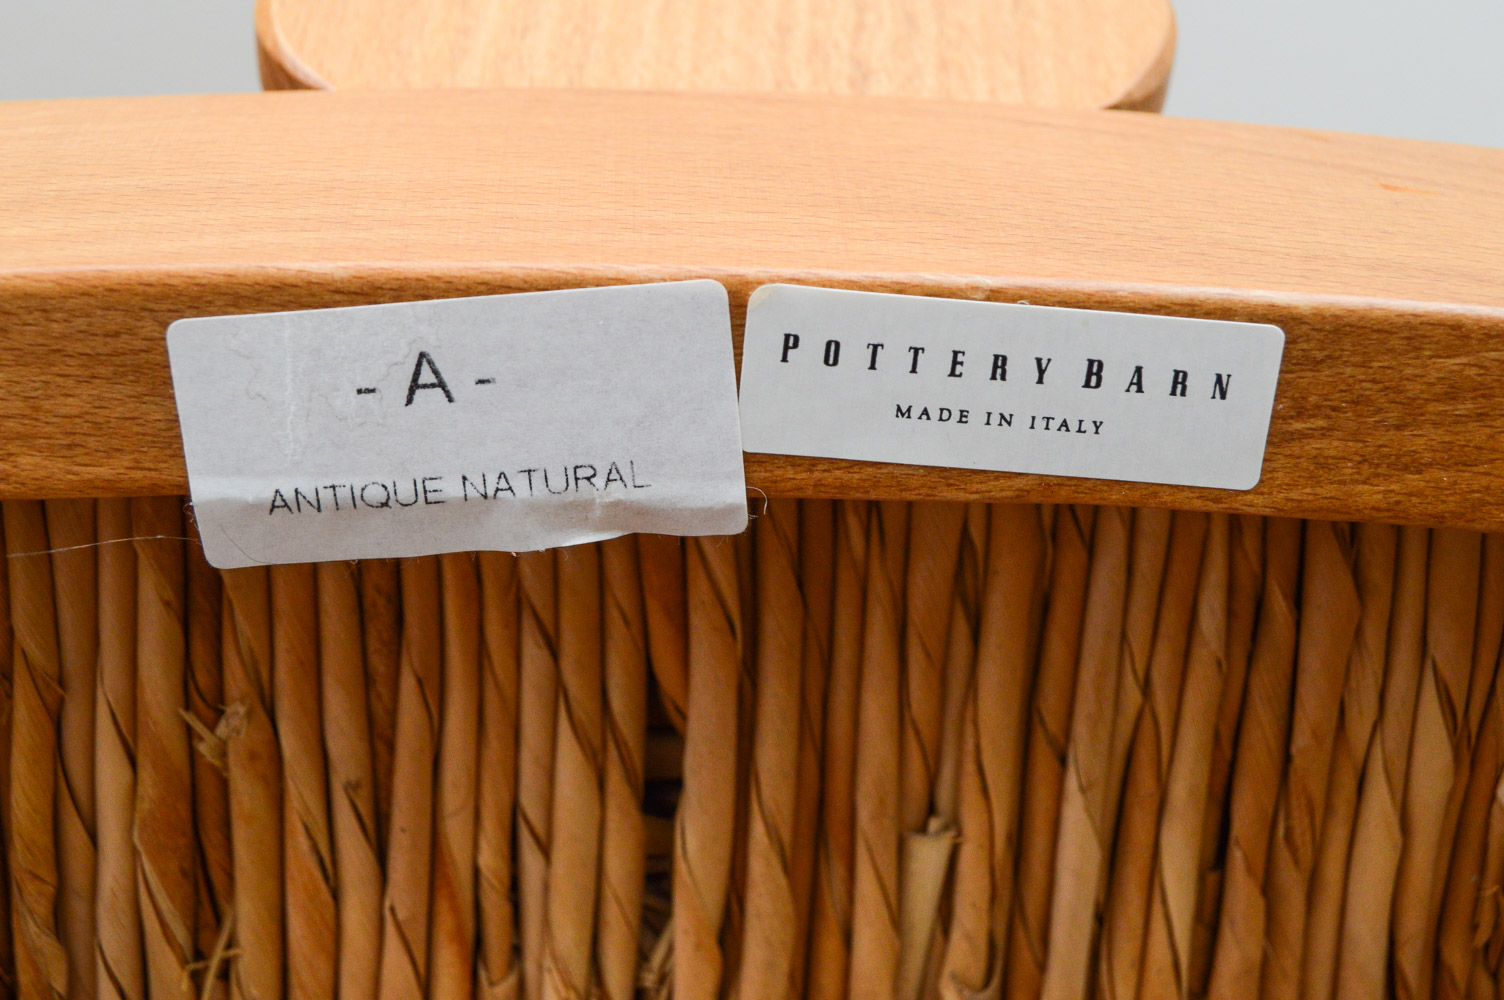 - A -
ANTIQUE NATURAL
POTTERY BARN
MADE IN ITALY